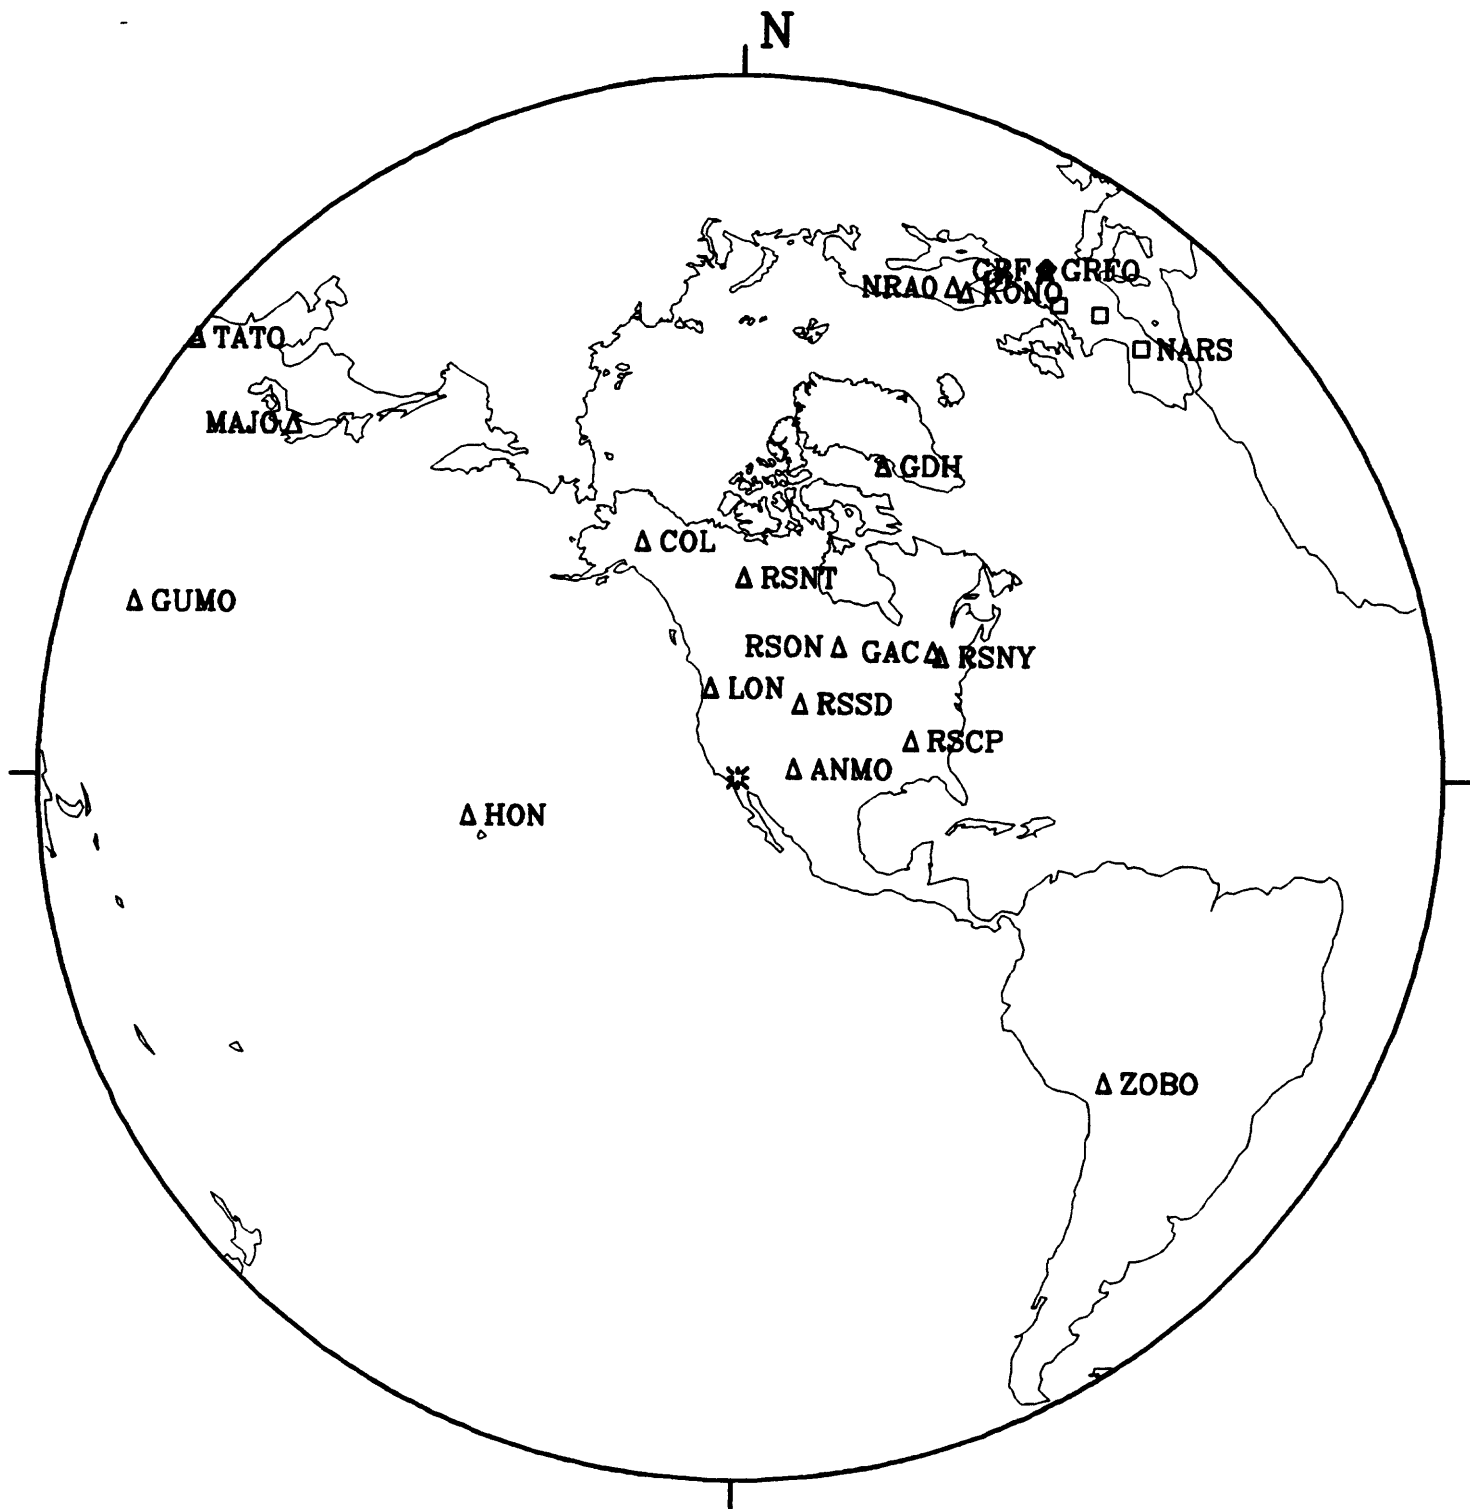 N
GRF GRFO
NRAO KONO
TATO
NARS
MAJO
GDH
COL
RSNT
GUMO
RSON GAC RSNY
LON
RSSD
RSCP
ANMO
HON
ZOBO